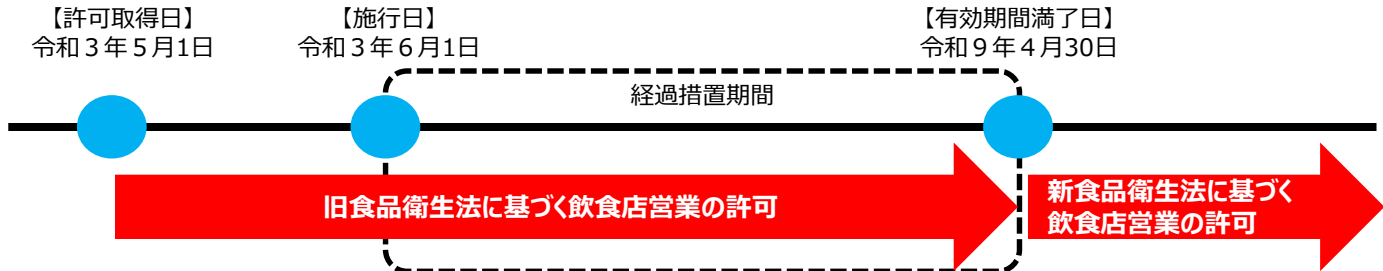 【許可取得日】
令和３年５月1日
【施行日】
令和３年６月1日
【有効期間満了日】
令和９年４月30日
経過措置期間
旧食品衛生法に基づく飲食店営業の許可
新食品衛生法に基づく
飲食店営業の許可